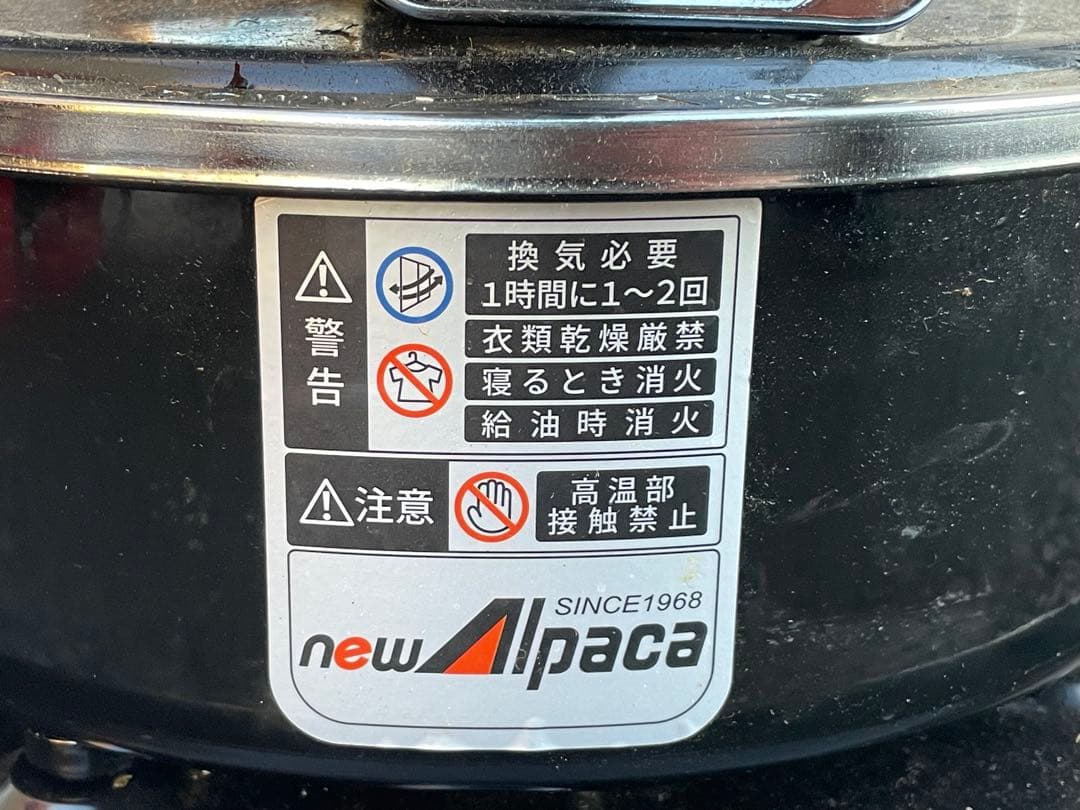 警告
換気必要
1時間に1～2回
衣類乾燥厳禁
寝るとき消火
給油時消火
注意
高温部
接触禁止
SINCE1968
newAlpaca